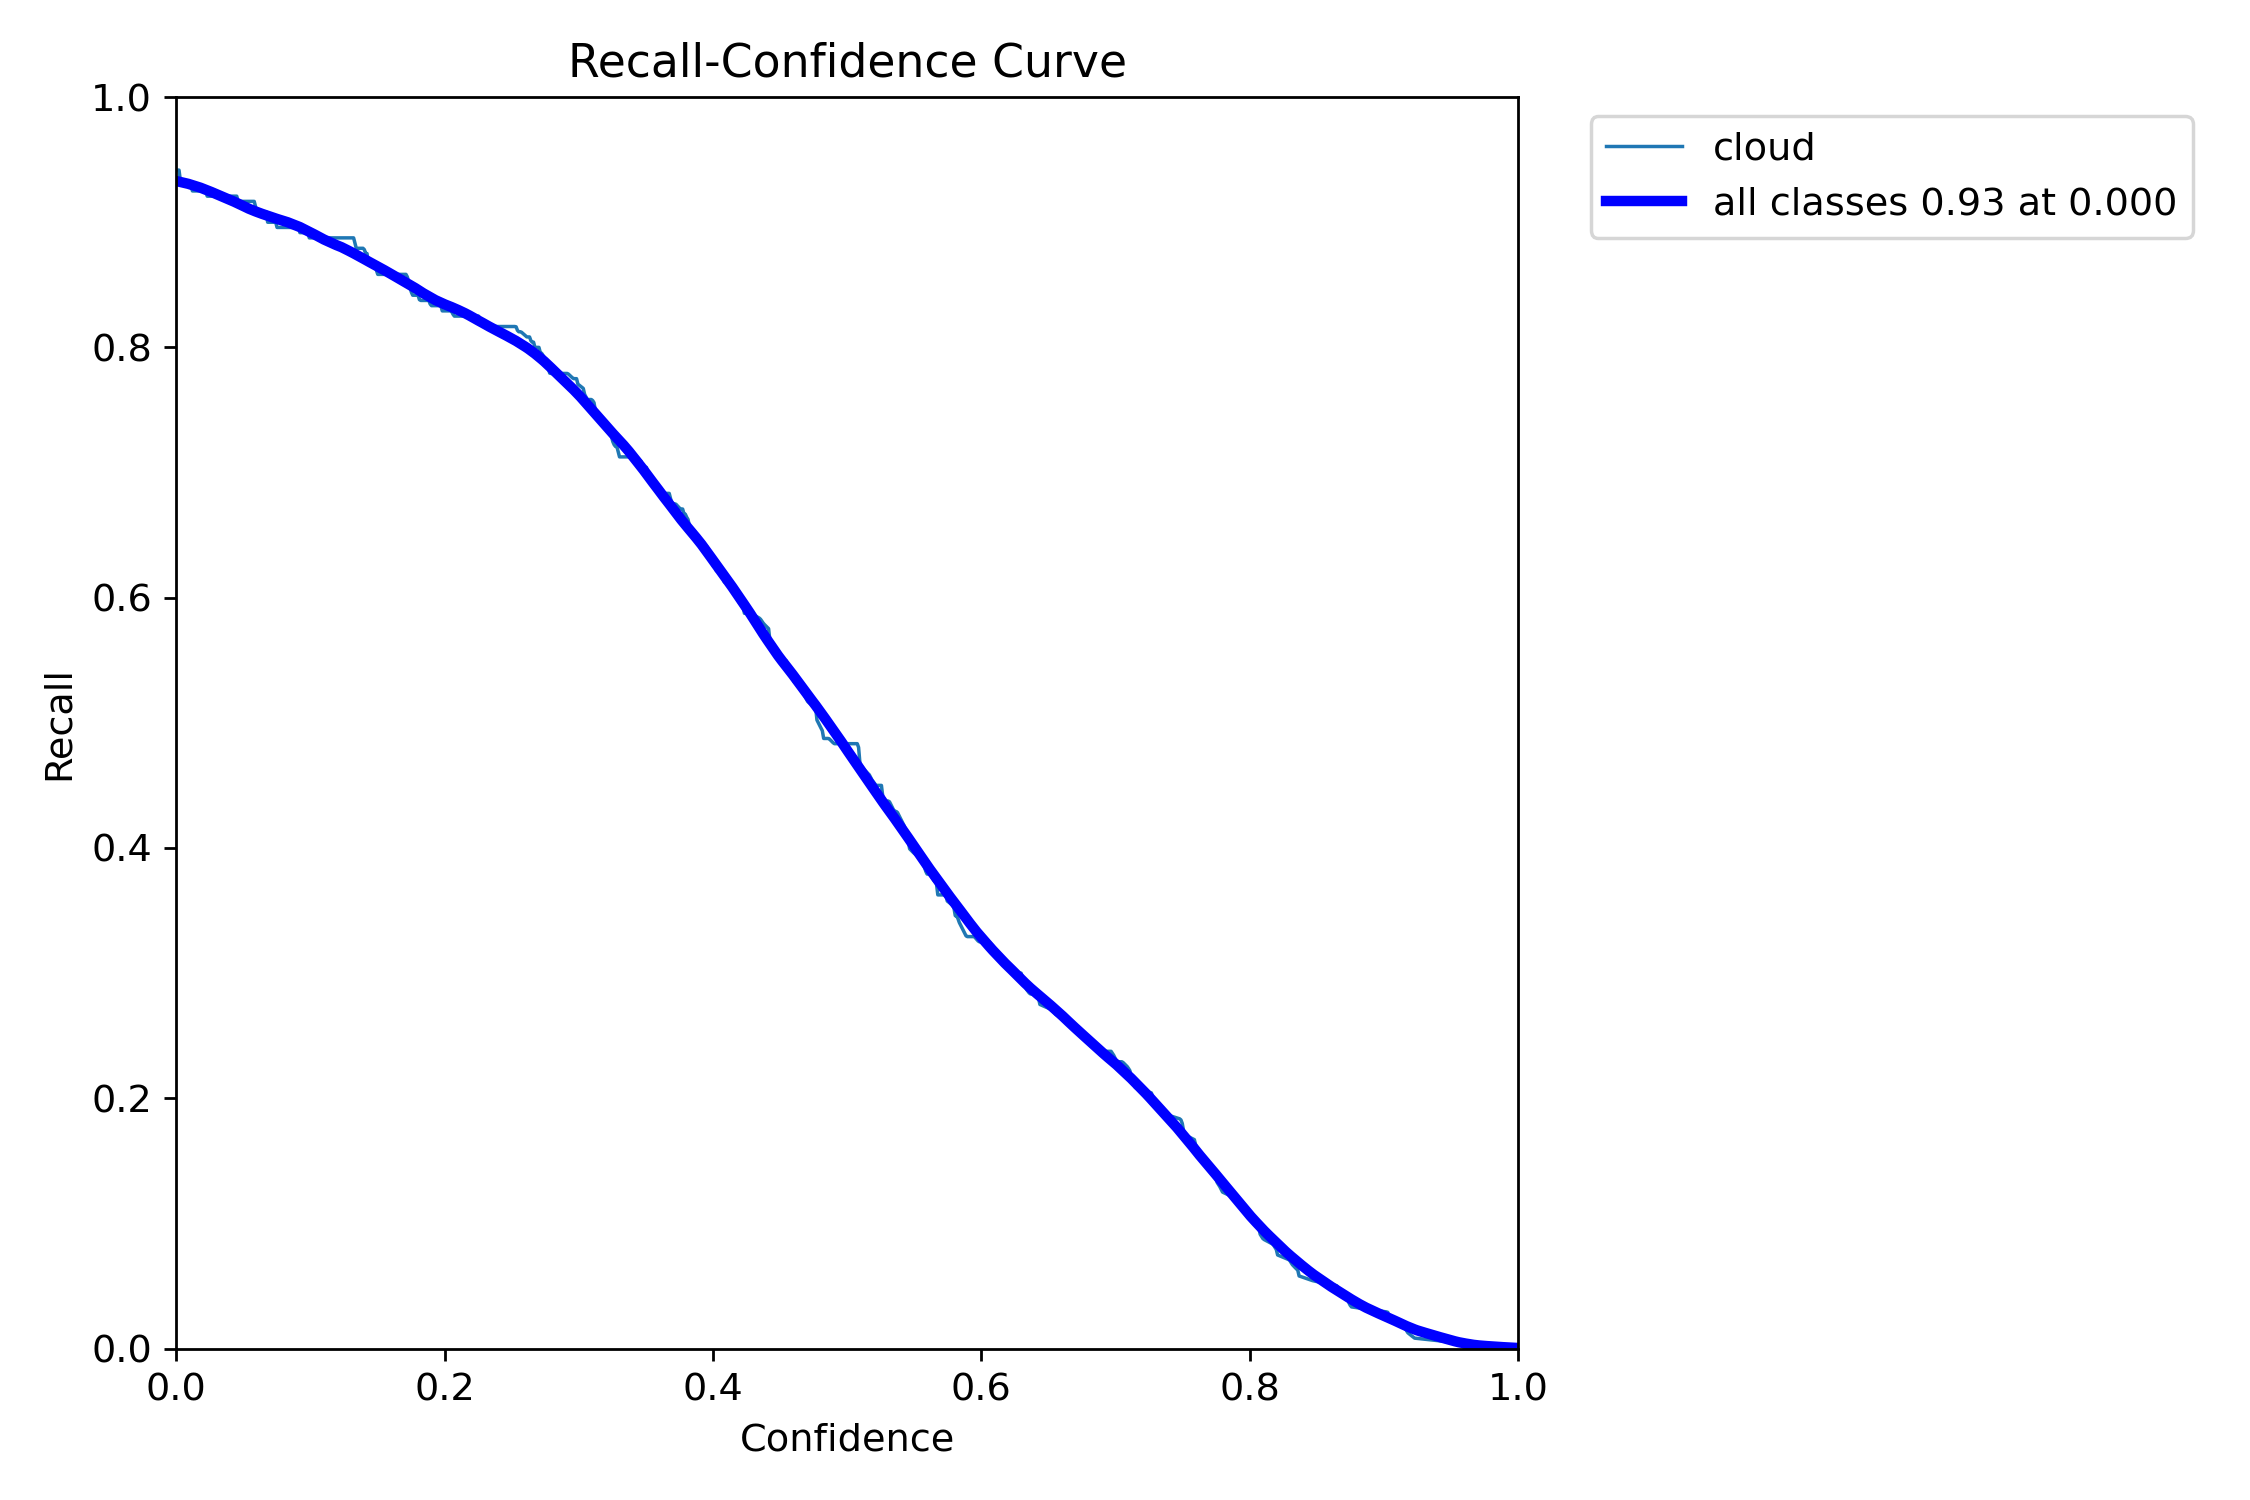 Recall-Confidence Curve
1.0
0.8
0.6
0.4
0.2
0.0
Recall
0.0 0.2 0.4 0.6 0.8 1.0
Confidence
cloud
all classes 0.93 at 0.000